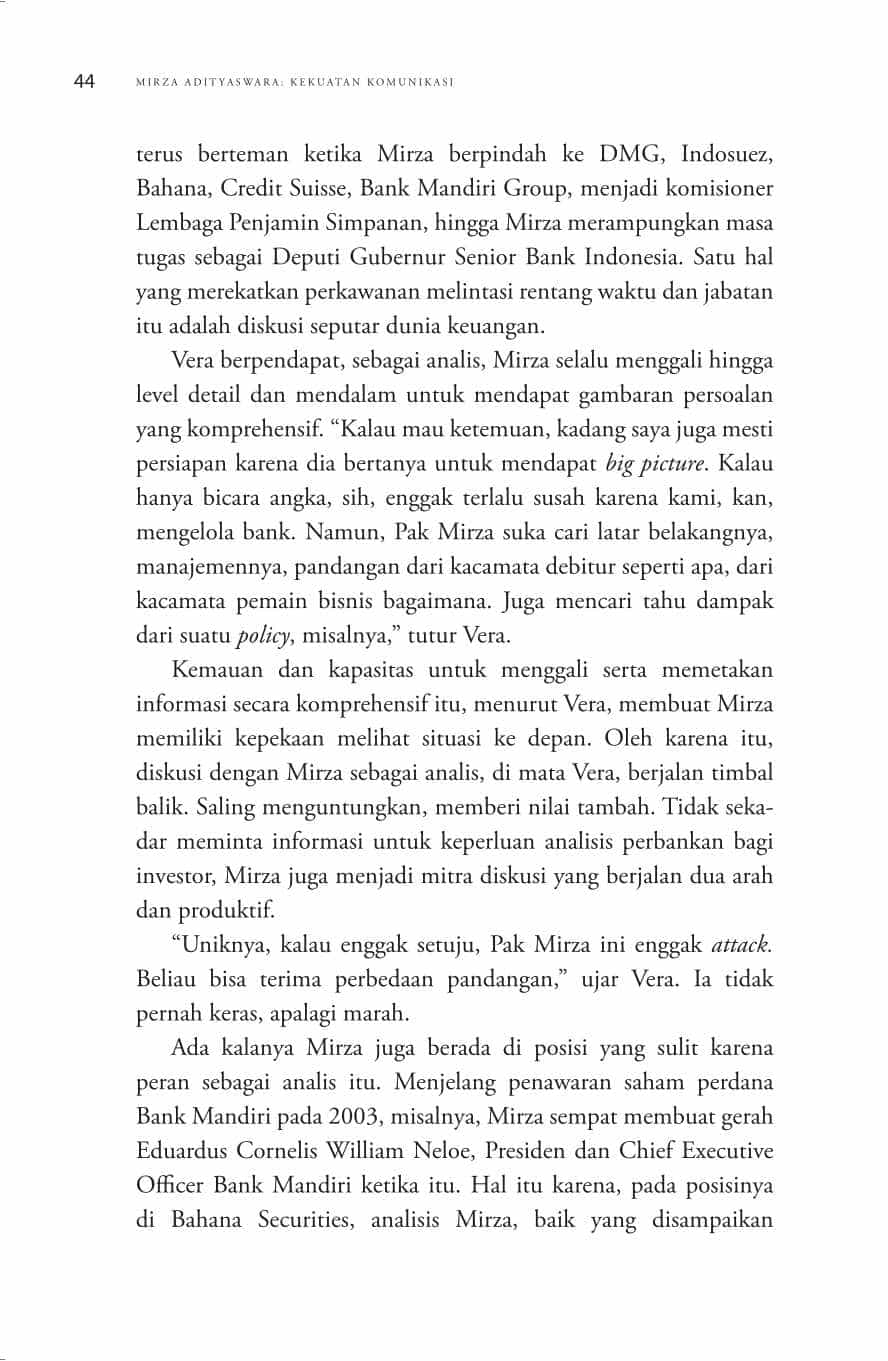 44 MIRZA ADITYASWARA: KEKUATAN KOMUNIKASI
terus berteman ketika Mirza berpindah ke DMG, Indosuez,
Bahana, Credit Suisse, Bank Mandiri Group, menjadi komisioner
Lembaga Penjamin Simpanan, hingga Mirza merampungkan masa
tugas sebagai Deputi Gubernur Senior Bank Indonesia. Satu hal
yang merekatkan perkawanan melintasi rentang waktu dan jabatan
itu adalah diskusi seputar dunia keuangan.
Vera berpendapat, sebagai analis, Mirza selalu menggali hingga
level detail dan mendalam untuk mendapat gambaran persoalan
yang komprehensif. “Kalau mau ketemuan, kadang saya juga mesti
persiapan karena dia bertanya untuk mendapat big picture. Kalau
hanya bicara angka, sih, enggak terlalu susah karena kami, kan,
mengelola bank. Namun, Pak Mirza suka cari latar belakangnya,
manajemennya, pandangan dari kacamata debitur seperti apa, dari
kacamata pemain bisnis bagaimana. Juga mencari tahu dampak
dari suatu policy, misalnya,” tutur Vera.
Kemauan dan kapasitas untuk menggali serta memetakan
informasi secara komprehensif itu, menurut Vera, membuat Mirza
memiliki kepekaan melihat situasi ke depan. Oleh karena itu,
diskusi dengan Mirza sebagai analis, di mata Vera, berjalan timbal
balik. Saling menguntungkan, memberi nilai tambah. Tidak seka-
dar meminta informasi untuk keperluan analisis perbankan bagi
investor, Mirza juga menjadi mitra diskusi yang berjalan dua arah
dan produktif.
“Uniknya, kalau enggak setuju, Pak Mirza ini enggak attack.
Beliau bisa terima perbedaan pandangan,” ujar Vera. Ia tidak
pernah keras, apalagi marah.
Ada kalanya Mirza juga berada di posisi yang sulit karena
peran sebagai analis itu. Menjelang penawaran saham perdana
Bank Mandiri pada 2003, misalnya, Mirza sempat membuat gerah
Eduardus Cornelis William Neloe, Presiden dan Chief Executive
Officer Bank Mandiri ketika itu. Hal itu karena, pada posisinya
di Bahana Securities, analisis Mirza, baik yang disampaikan